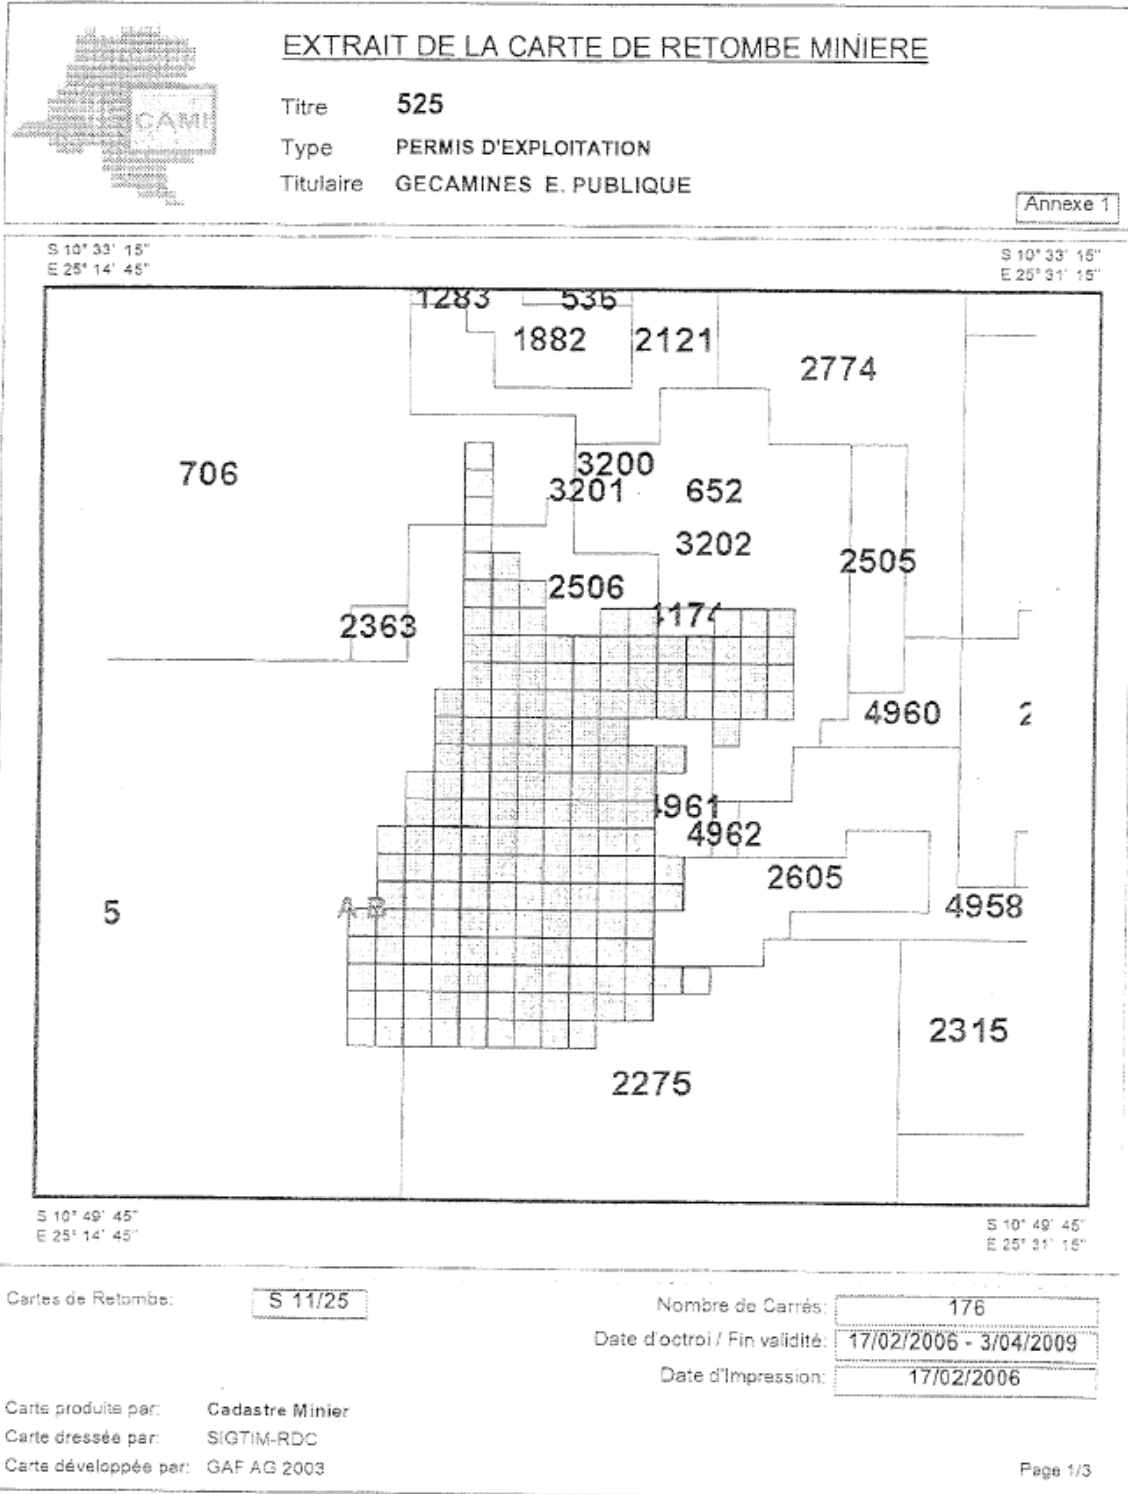 EXTRAIT DE LA CARTE DE RETOMBE MINIERE
CAMI
Titre 525
Type PERMIS D'EXPLOITATION
Titulaire GECAMINES E. PUBLIQUE
Annexe 1
S 10° 33' 15"
E 25° 14' 45"
S 10° 33' 15"
E 25° 31' 15"
1283 536
1882 2121
2774
706
3200
3201 652
3202
2505
2506
2363
4960
4962
2605
5
A B
4958
2315
2275
S 10° 49' 45"
E 25° 14' 45"
S 10° 49' 45"
E 25° 31' 15"
Cartes de Retombe: S 11/25
Nombre de Carrés: 176
Date d'octroi / Fin validité: 17/02/2006 - 3/04/2009
Date d'Impression: 17/02/2006
Carte produite par: Cadastre Minier
Carte dressée par: SIGTIM-RDC
Carte développée par: GAF AG 2003
Page 1/3